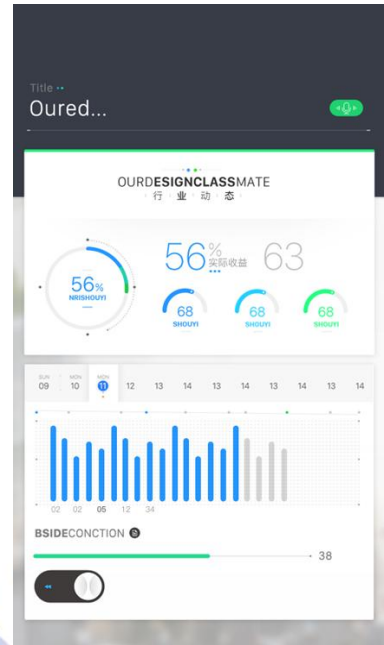 Title
Oured...
OURDESIGNCLASSMATE
行 业 动 态
56%
NRISHOUYI
56% 实际收益 63
68 68 68
SHOUYI SHOUYI SHOUYI
SUN MON MON
09 10 11 12 13 14 13 14 13 14 13 14
02 02 05 12 34
BSIDECONCTION
38